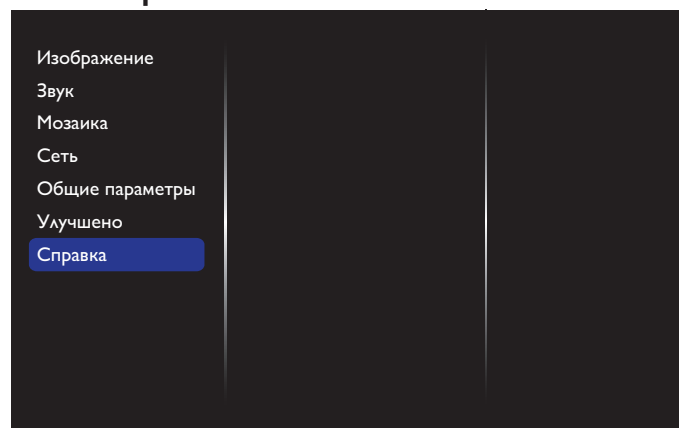 Изображение
Звук
Мозаика
Сеть
Общие параметры
Улучшено
Справка